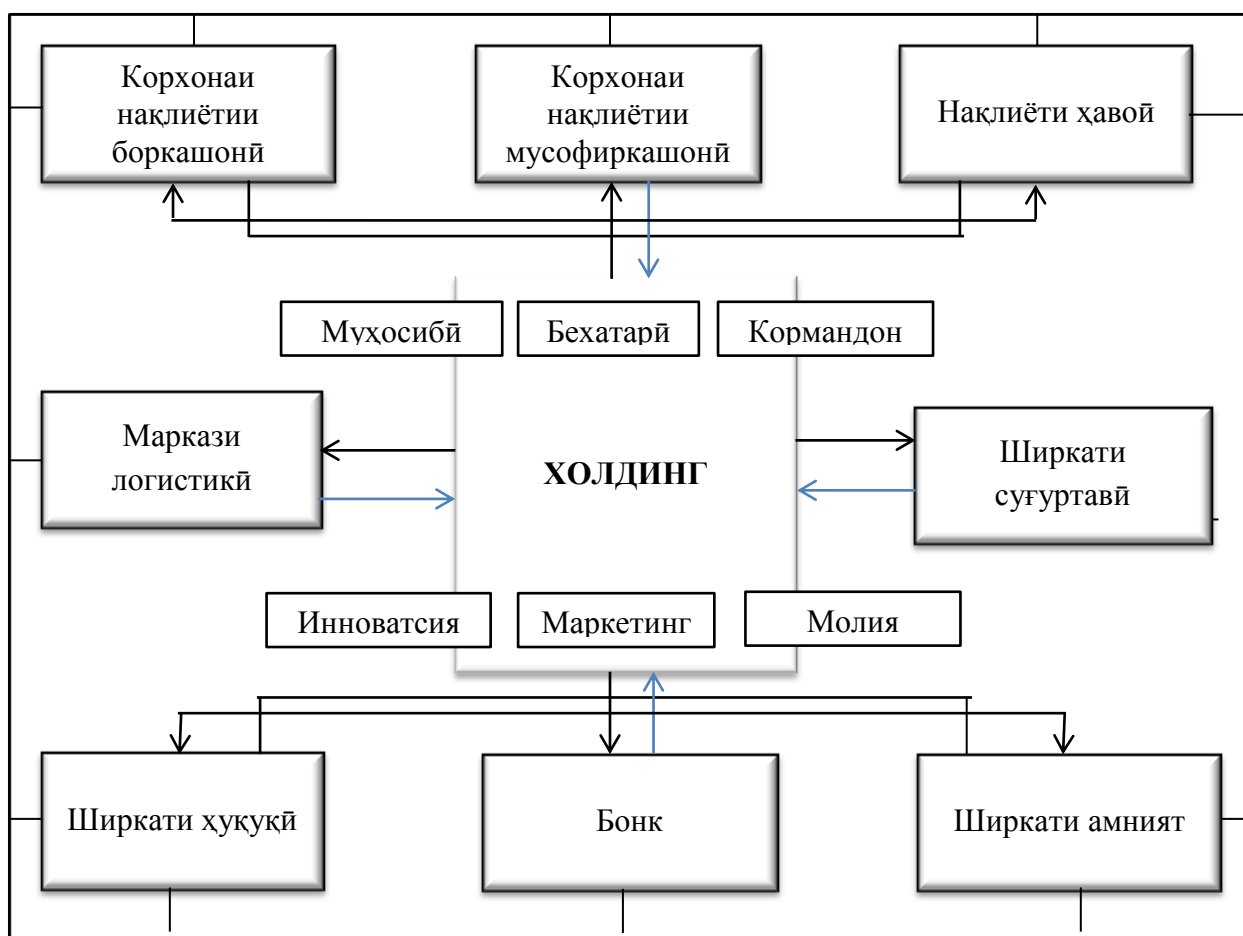 Корхонаи
нақлиётии
боркашонӣ
Корхонаи
нақлиётии
мусофиркашонӣ
Нақлиёти ҳавоӣ
Муҳосибӣ
Бехатарӣ
Кормандон
Маркази
логистикӣ
ХОЛДИНГ
Ширкати
суғуртавӣ
Инноватсия
Маркетинг
Молия
Ширкати ҳуқуқӣ
Бонк
Ширкати амният